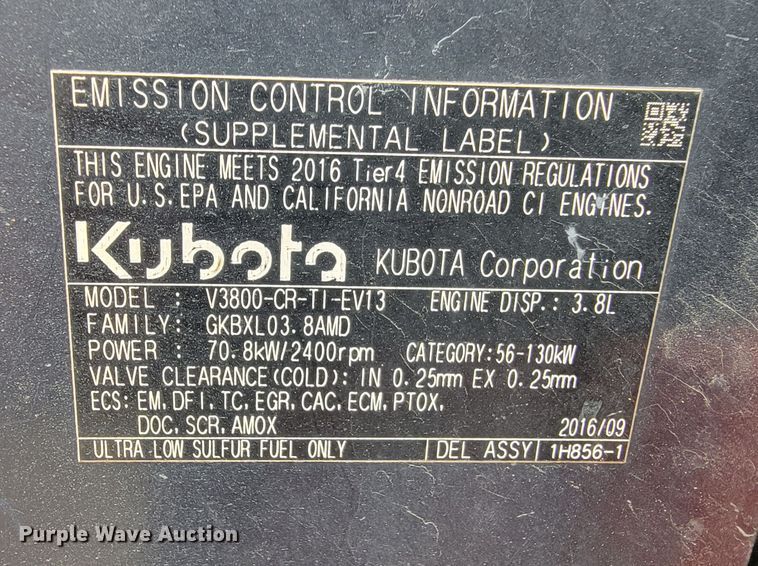 EMISSION CONTROL INFORMATION
(SUPPLEMENTAL LABEL)
THIS ENGINE MEETS 2016 Tier4 EMISSION REGULATIONS
FOR U.S.EPA AND CALIFORNIA NONROAD CI ENGINES.
Kubota KUBOTA Corporation
MODEL : V3800-CR-TI-EV13 ENGINE DISP.: 3.8L
FAMILY: GKBXL03.8AMD
POWER : 70.8kW/2400rpm CATEGORY:56-130kW
VALVE CLEARANCE(COLD): IN 0.25mm EX 0.25mm
ECS: EM,DFI,TC,EGR,CAC,ECM,PTOX,
DOC,SCR,AMOX 2016/09
ULTRA LOW SULFUR FUEL ONLY DEL ASSY 1H856-1
Purple Wave Auction